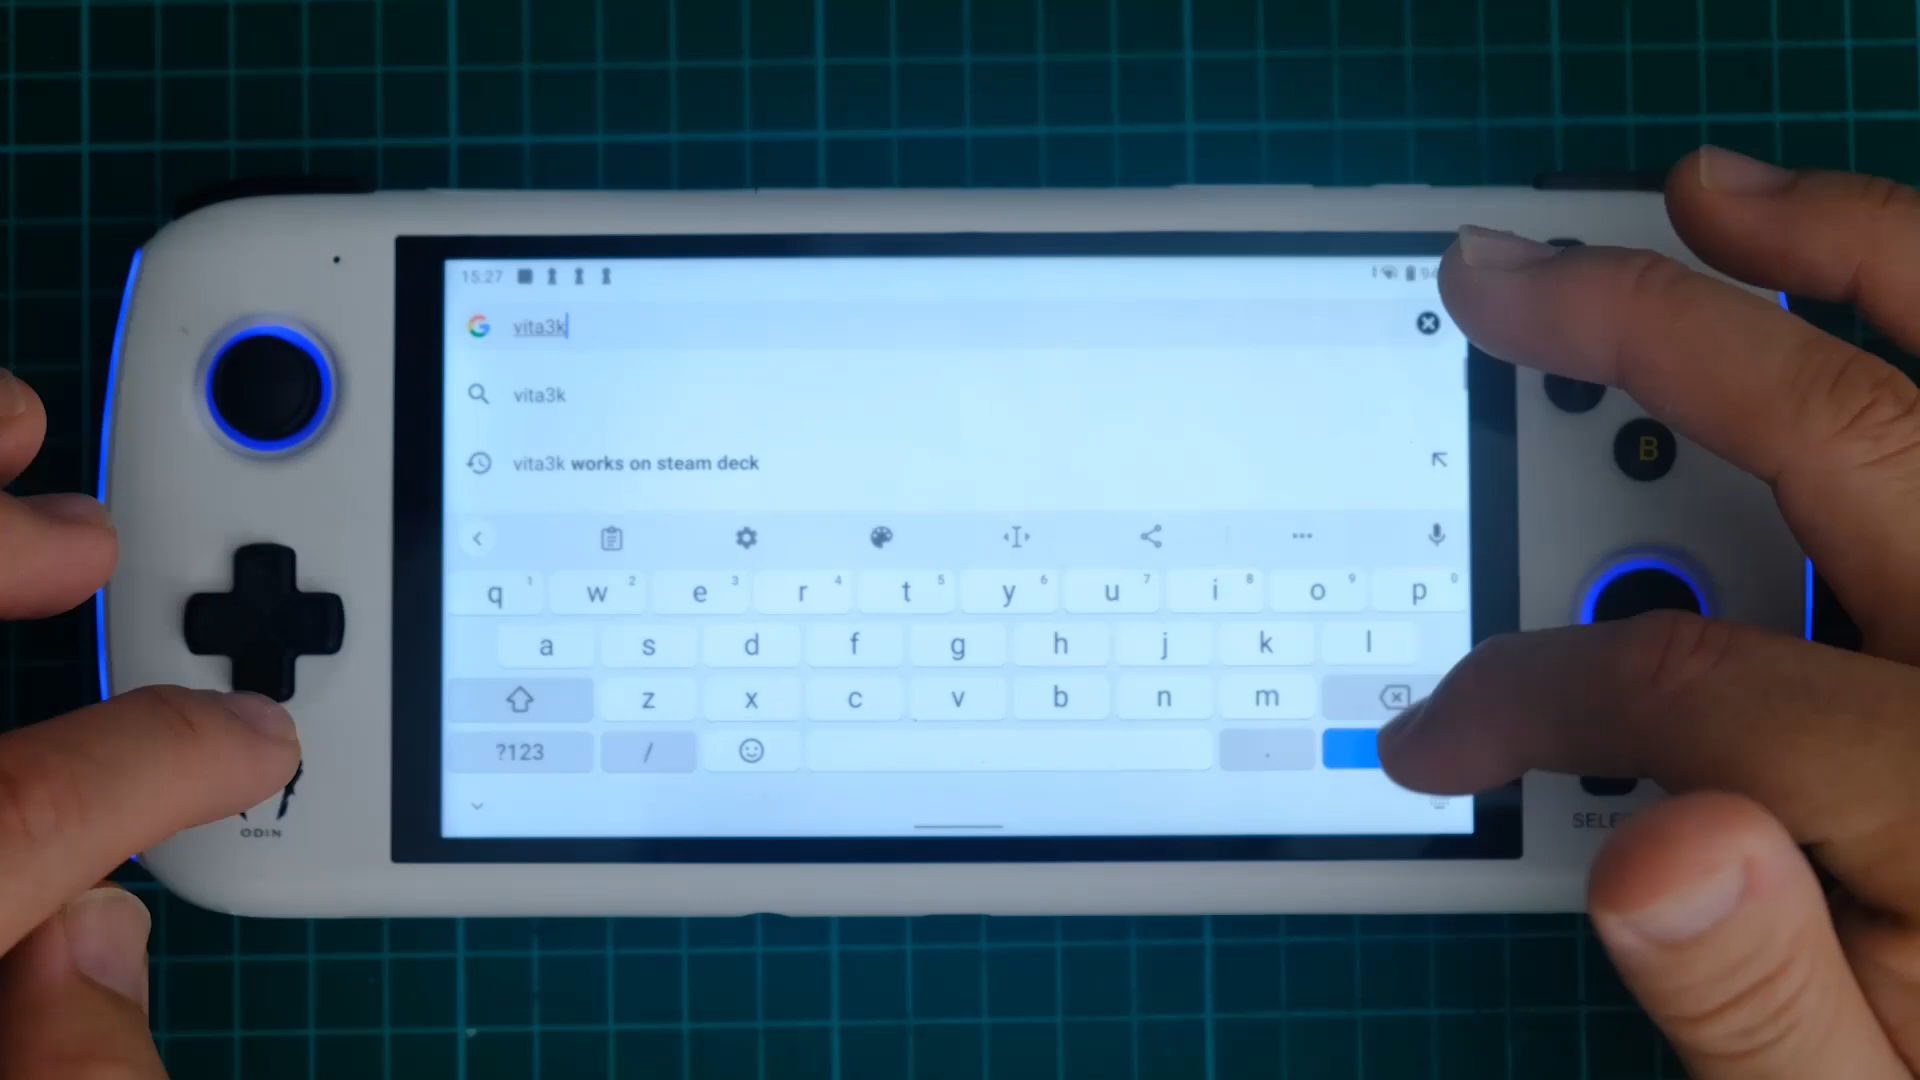 15:27
vita3k
vita3k
vita3k works on steam deck
q 1 w 2 e 3 r 4 t 5 y 6 u 7 i 8 o 9 p 0
a s d f g h j k l
z x c v b n m
?123 / .
B
ODIN